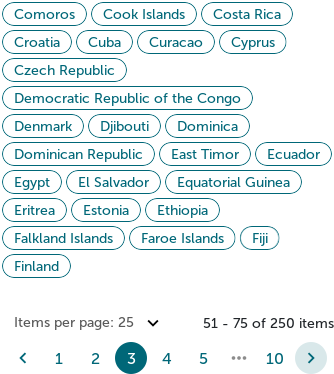 Comoros Cook Islands Costa Rica
Croatia Cuba Curacao Cyprus
Czech Republic
Democratic Republic of the Congo
Denmark Djibouti Dominica
Dominican Republic East Timor Ecuador
Egypt El Salvador Equatorial Guinea
Eritrea Estonia Ethiopia
Falkland Islands Faroe Islands Fiji
Finland
Items per page: 25 51 - 75 of 250 items
1 2 3 4 5 ••• 10